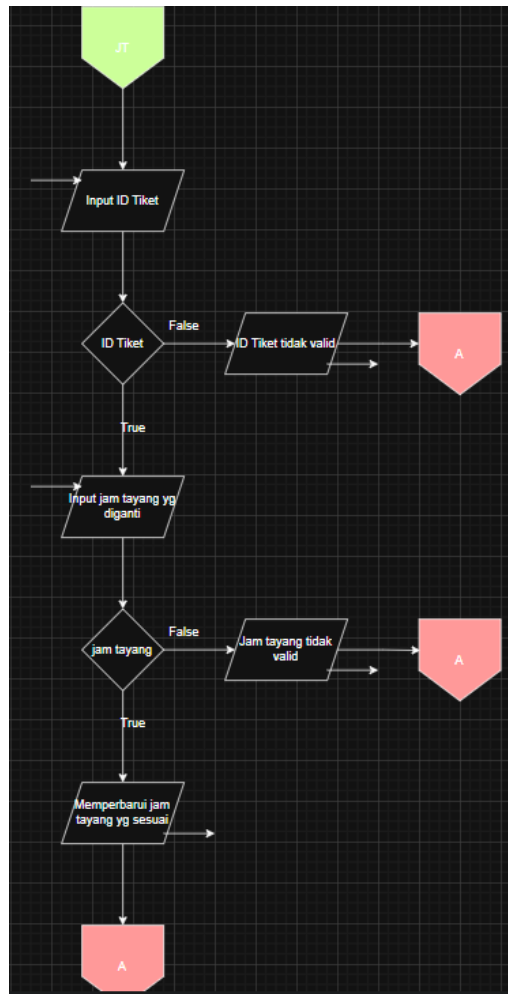 JT
Input ID Tiket
ID Tiket
False
ID Tiket tidak valid
A
True
Input jam tayang yg
diganti
jam tayang
False
Jam tayang tidak
valid
A
True
Memperbarui jam
tayang yg sesuai
A